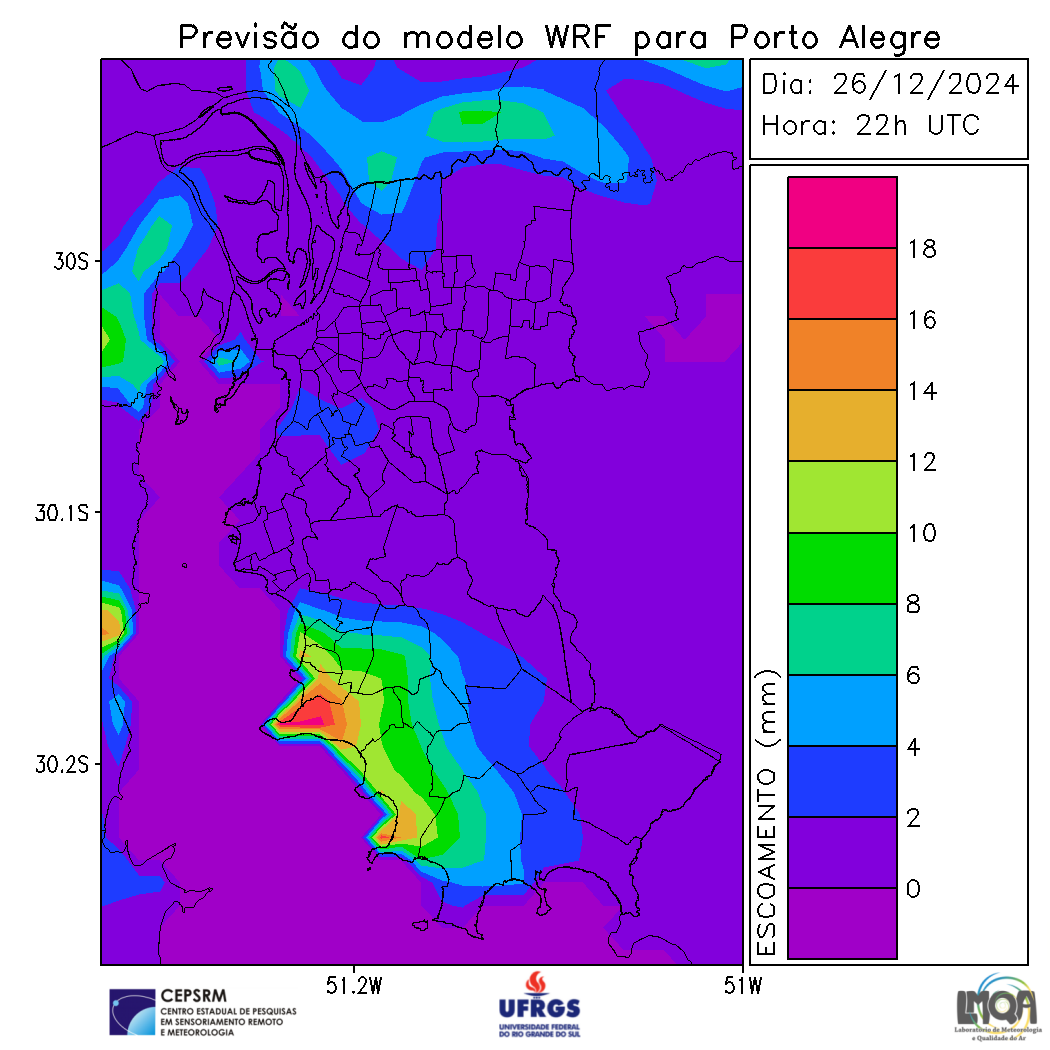 Previsão do modelo WRF para Porto Alegre
Dia: 26/12/2024
Hora: 22h UTC
30S
30.1S
30.2S
51.2W
51W
18
16
14
12
10
8
6
4
2
0
ESCOAMENTO (mm)
CEPSRM
CENTRO ESTADUAL DE PESQUISAS
EM SENSORIAMENTO REMOTO
E METEOROLOGIA
UFRGS
UNIVERSIDADE FEDERAL
DO RIO GRANDE DO SUL
LMQA
Laboratório de Meteorologia
e Qualidade do Ar